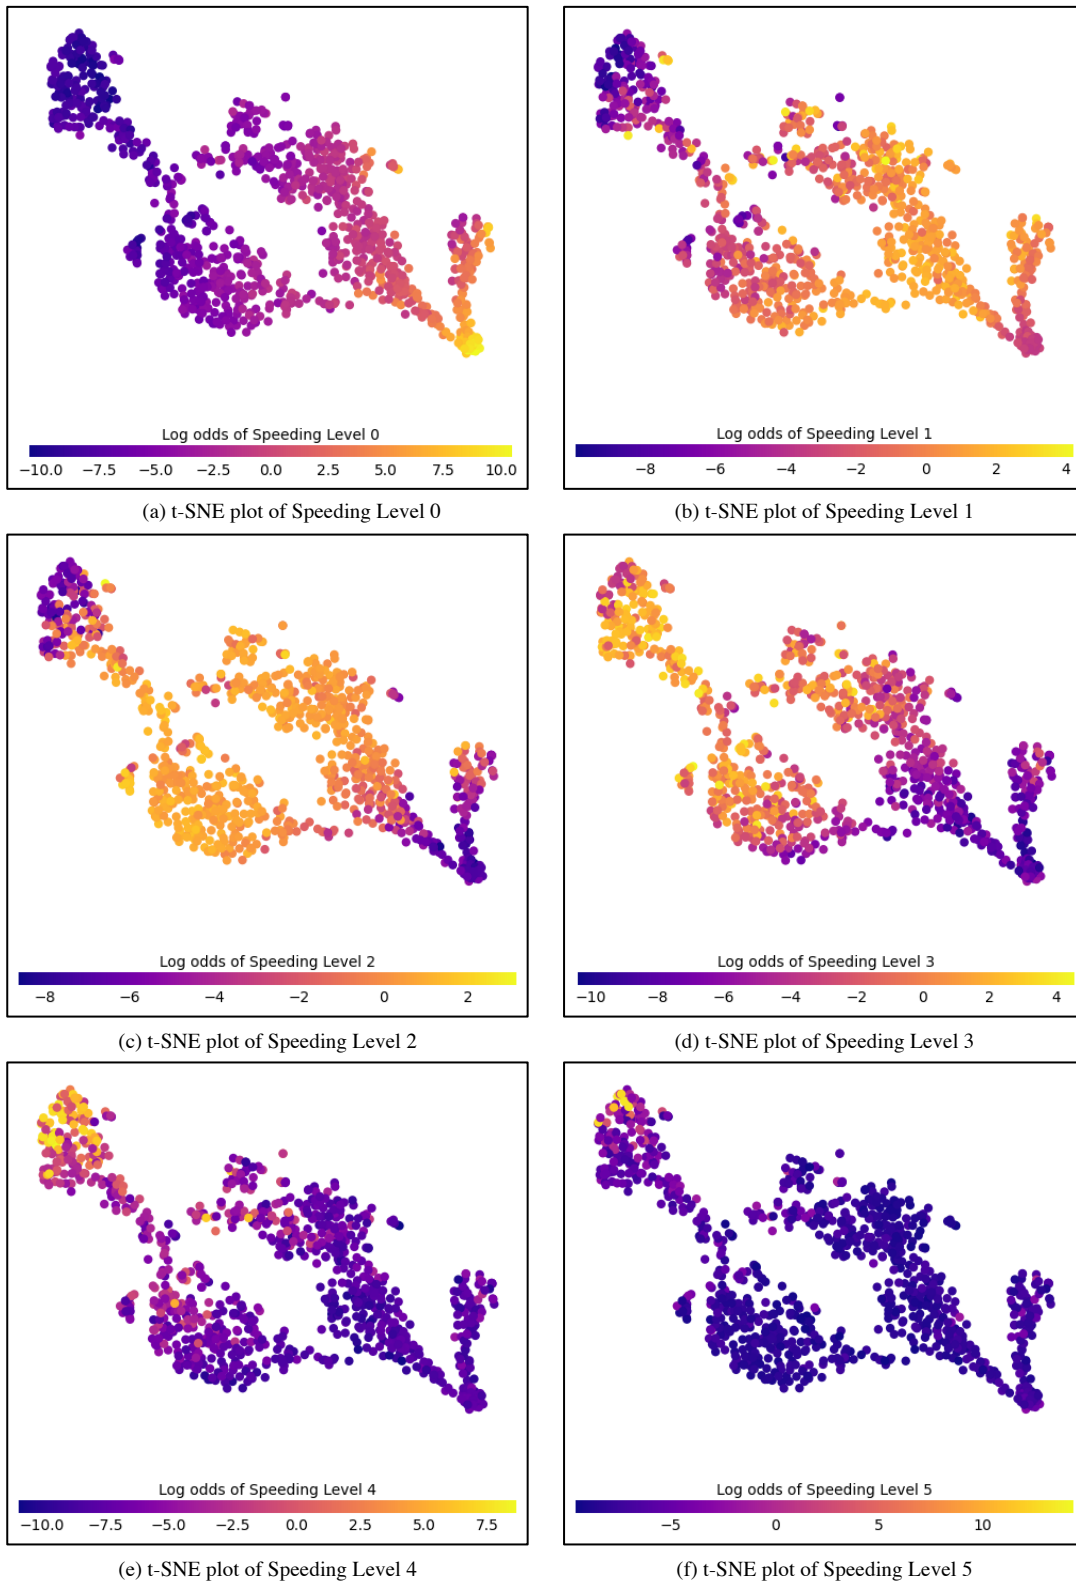 Log odds of Speeding Level 0
−10.0 −7.5 −5.0 −2.5 0.0 2.5 5.0 7.5 10.0
(a) t-SNE plot of Speeding Level 0
Log odds of Speeding Level 1
−8 −6 −4 −2 0 2 4
(b) t-SNE plot of Speeding Level 1
Log odds of Speeding Level 2
−8 −6 −4 −2 0 2
(c) t-SNE plot of Speeding Level 2
Log odds of Speeding Level 3
−10 −8 −6 −4 −2 0 2 4
(d) t-SNE plot of Speeding Level 3
Log odds of Speeding Level 4
−10.0 −7.5 −5.0 −2.5 0.0 2.5 5.0 7.5
(e) t-SNE plot of Speeding Level 4
Log odds of Speeding Level 5
−5 0 5 10
(f) t-SNE plot of Speeding Level 5